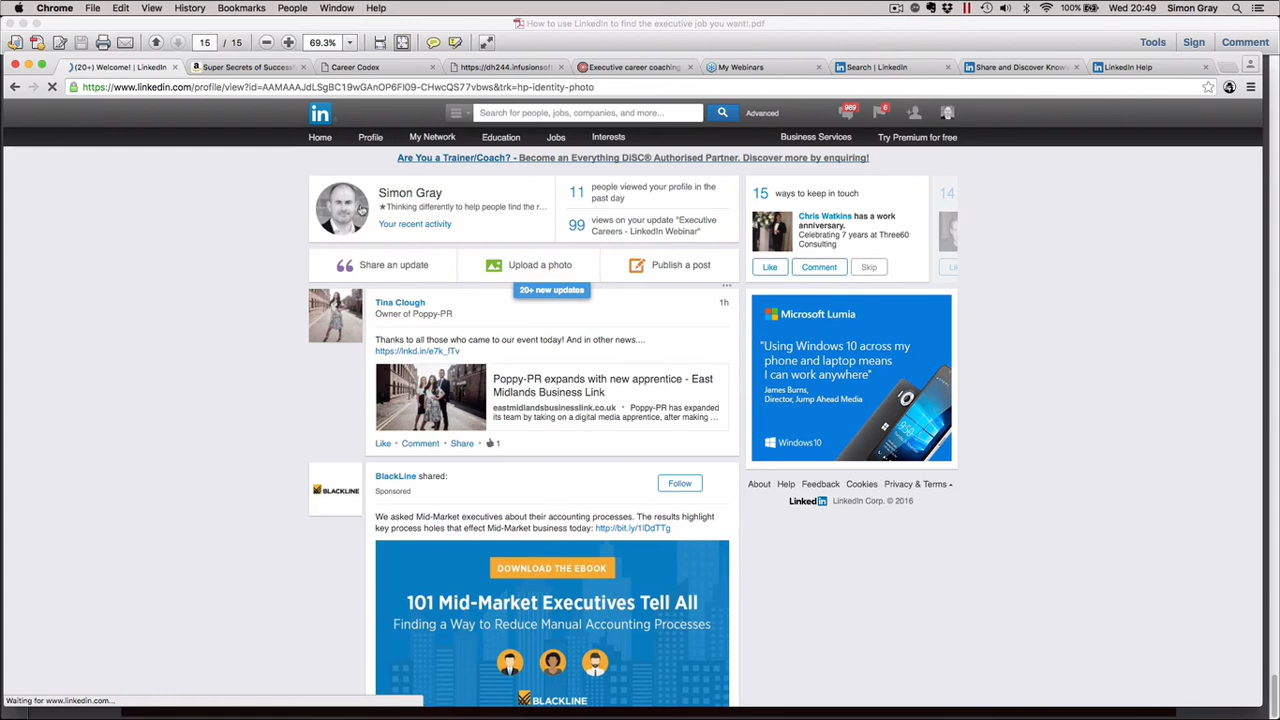 Chrome File Edit View History Bookmarks People Window Help 100% Wed 20:49 Simon Gray
How to use LinkedIn to find the executive job you want!.pdf
15 / 15 69.3% Tools Sign Comment
(20+) Welcome! | LinkedIn Super Secrets of Success Career Codex https://dh244.infusionsoft Executive career coaching My Webinars Search | LinkedIn Share and Discover Know LinkedIn Help
https://www.linkedin.com/profile/view?id=AAMAAAJdLSgBC19wGAnOP6FI09-CHwcQS77vbws&trk=hp-identity-photo
in Search for people, jobs, companies, and more... Advanced 989 6
Home Profile My Network Education Jobs Interests Business Services Try Premium for free
Are You a Trainer/Coach? - Become an Everything DiSC® Authorised Partner. Discover more by enquiring!
Simon Gray
★Thinking differently to help people find the r...
Your recent activity
11 people viewed your profile in the
past day
99 views on your update "Executive
Careers - LinkedIn Webinar"
15 ways to keep in touch
14
Chris Watkins has a work
anniversary.
Celebrating 7 years at Three60
Consulting
Like Comment Skip
Share an update Upload a photo Publish a post
20+ new updates
Tina Clough 1h
Owner of Poppy-PR
Thanks to all those who came to our event today! And in other news....
https://lnkd.in/e7k_fTv
Poppy-PR expands with new apprentice - East
Midlands Business Link
eastmidlandsbusinesslink.co.uk • Poppy-PR has expanded
its team by taking on a digital media apprentice, after making ...
Like • Comment Share 1
Microsoft Lumia
"Using Windows 10 across my
phone and laptop means
I can work anywhere"
James Burns,
Director, Jump Ahead Media
Windows10
950
About Help Feedback Cookies Privacy & Terms
Linked in LinkedIn Corp. © 2016
BLACKLINE
BlackLine shared: Follow
Sponsored
We asked Mid-Market executives about their accounting processes. The results highlight
key process holes that effect Mid-Market business today: http://bit.ly/1IDdTTg
DOWNLOAD THE EBOOK
101 Mid-Market Executives Tell All
Finding a Way to Reduce Manual Accounting Processes
BLACKLINE
Waiting for www.linkedin.com...